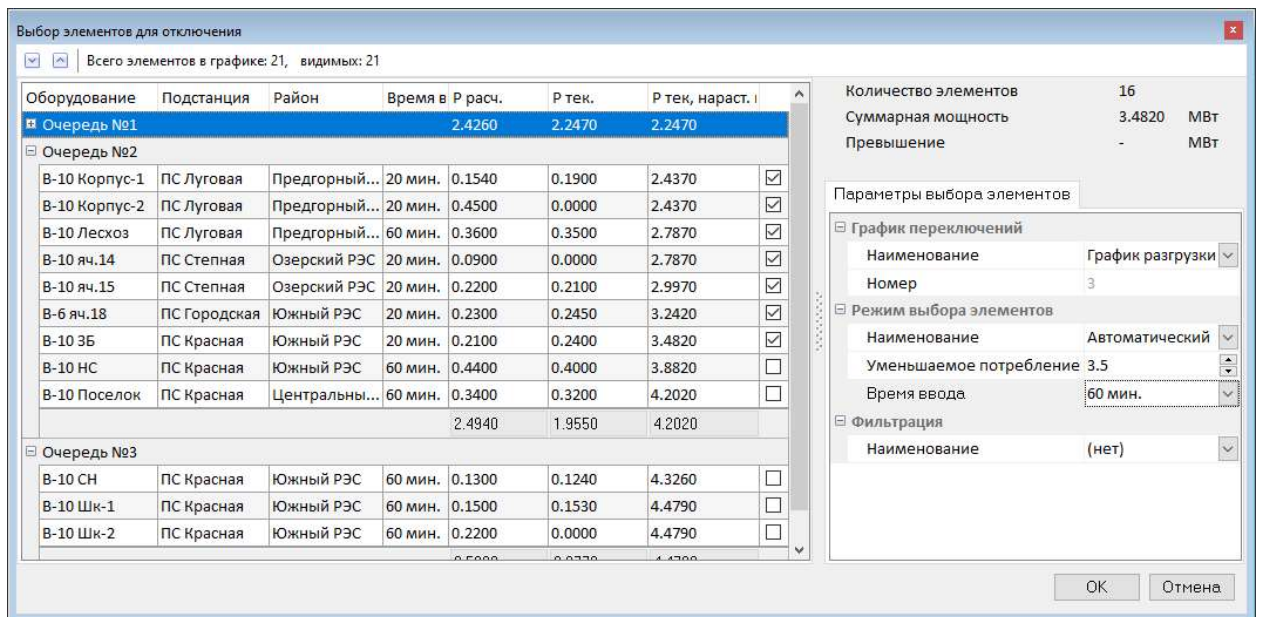 Выбор элементов для отключения
Всего элементов в графике: 21, видимых: 21
Оборудование Подстанция Район Время в Р расч. Р тек. Р тек, нараст.
Очередь №1 2.4260 2.2470 2.2470
Очередь №2
В-10 Корпус-1 ПС Луговая Предгорный... 20 мин. 0.1540 0.1900 2.4370
В-10 Корпус-2 ПС Луговая Предгорный... 20 мин. 0.4500 0.0000 2.4370
В-10 Лесхоз ПС Луговая Предгорный... 60 мин. 0.3600 0.3500 2.7870
В-10 яч.14 ПС Степная Озерский РЭС 20 мин. 0.0900 0.0000 2.7870
В-10 яч.15 ПС Степная Озерский РЭС 20 мин. 0.2200 0.2100 2.9970
В-6 яч.18 ПС Городская Южный РЭС 20 мин. 0.2300 0.2450 3.2420
В-10 ЗБ ПС Красная Южный РЭС 20 мин. 0.2100 0.2400 3.4820
В-10 НС ПС Красная Южный РЭС 60 мин. 0.4400 0.4000 3.8820
В-10 Поселок ПС Красная Центральны... 60 мин. 0.3400 0.3200 4.2020
2.4940 1.9550 4.2020
Очередь №3
В-10 СН ПС Красная Южный РЭС 60 мин. 0.1300 0.1240 4.3260
В-10 Шк-1 ПС Красная Южный РЭС 60 мин. 0.1500 0.1530 4.4790
В-10 Шк-2 ПС Красная Южный РЭС 60 мин. 0.2200 0.0000 4.4790
Количество элементов 16
Суммарная мощность 3.4820 МВт
Превышение - МВт
Параметры выбора элементов
График переключений
Наименование График разгрузки
Номер 3
Режим выбора элементов
Наименование Автоматический
Уменьшаемое потребление 3.5
Время ввода 60 мин.
Фильтрация
Наименование (нет)
ОК Отмена